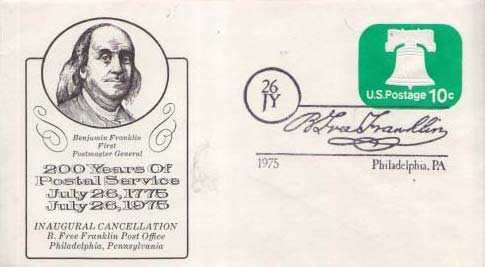 Benjamin Franklin
First
Postmaster General
200 Years Of
Postal Service
July 26, 1775
July 26, 1975
INAUGURAL CANCELLATION
B. Free Franklin Post Office
Philadelphia, Pennsylvania
U.S. Postage 10c
26
JY
B Free Franklin
1975
Philadelphia, PA